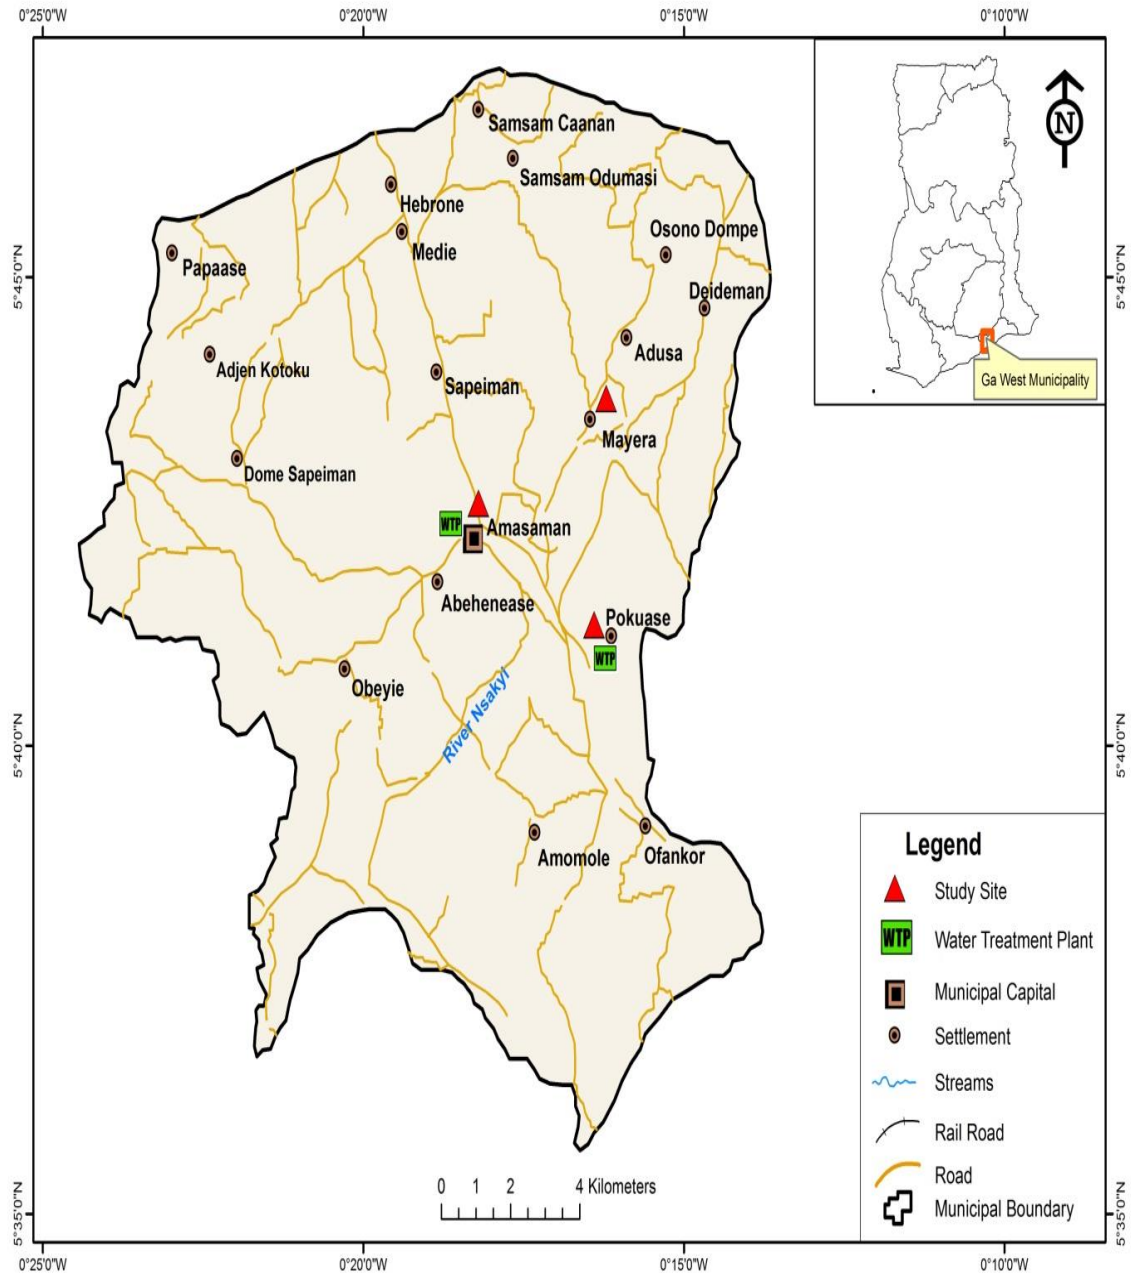 0°25'0"W 0°20'0"W 0°15'0"W 0°10'0"W
N
Samsam Caanan
Samsam Odumasi
Hebrone
Osono Dompe
Medie
Papaase
5°45'0"N
5°45'0"N
Deideman
Adusa
Adjen Kotoku
Sapeiman
Ga West Municipality
Mayera
Dome Sapeiman
WTP
Amasaman
Abehenease
Pokuase
WTP
Obeyie
River Nsakyl
5°40'0"N
5°40'0"N
Amomole
Ofankor
Legend
Study Site
WTP Water Treatment Plant
Municipal Capital
Settlement
Streams
Rail Road
Road
Municipal Boundary
0 1 2 4 Kilometers
5°35'0"N
5°35'0"N
0°25'0"W 0°20'0"W 0°15'0"W 0°10'0"W